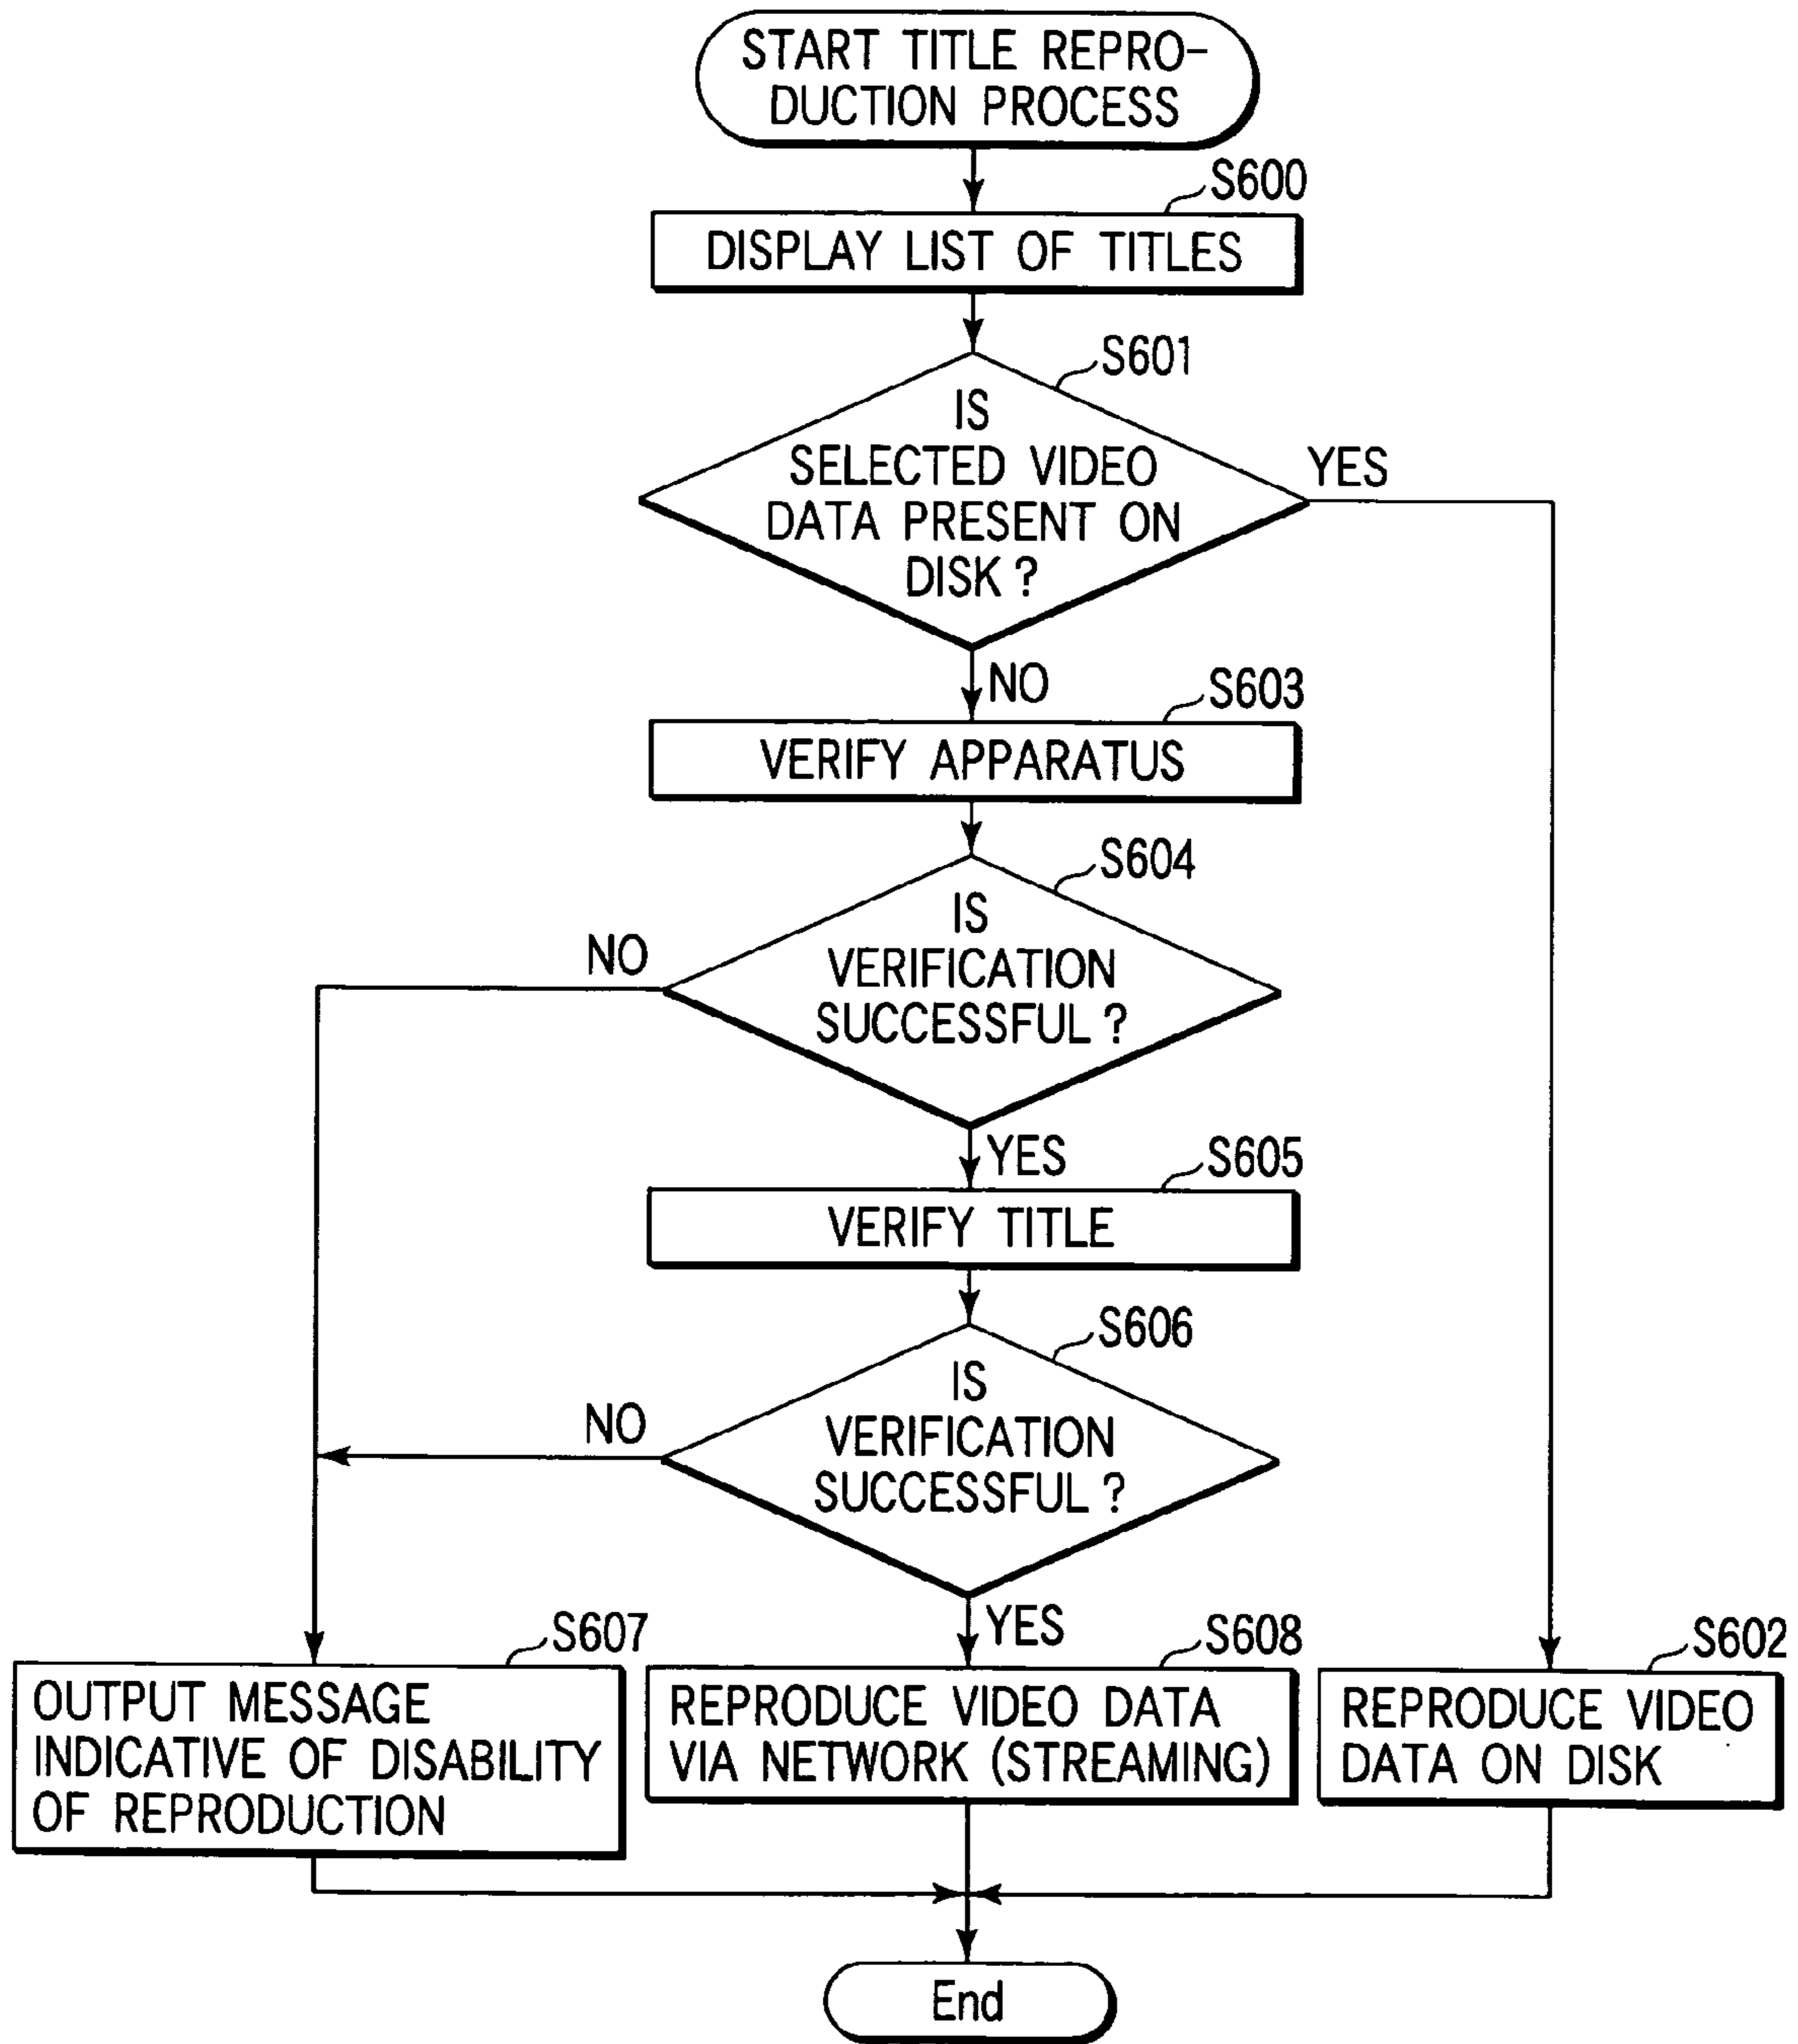 START TITLE REPRO-
DUCTION PROCESS
S600
DISPLAY LIST OF TITLES
S601
IS
SELECTED VIDEO
DATA PRESENT ON
DISK?
YES
NO
S603
VERIFY APPARATUS
S604
IS
VERIFICATION
SUCCESSFUL?
NO
YES
S605
VERIFY TITLE
S606
IS
VERIFICATION
SUCCESSFUL?
NO
YES
S607
OUTPUT MESSAGE
INDICATIVE OF DISABILITY
OF REPRODUCTION
S608
REPRODUCE VIDEO DATA
VIA NETWORK (STREAMING)
S602
REPRODUCE VIDEO
DATA ON DISK
End